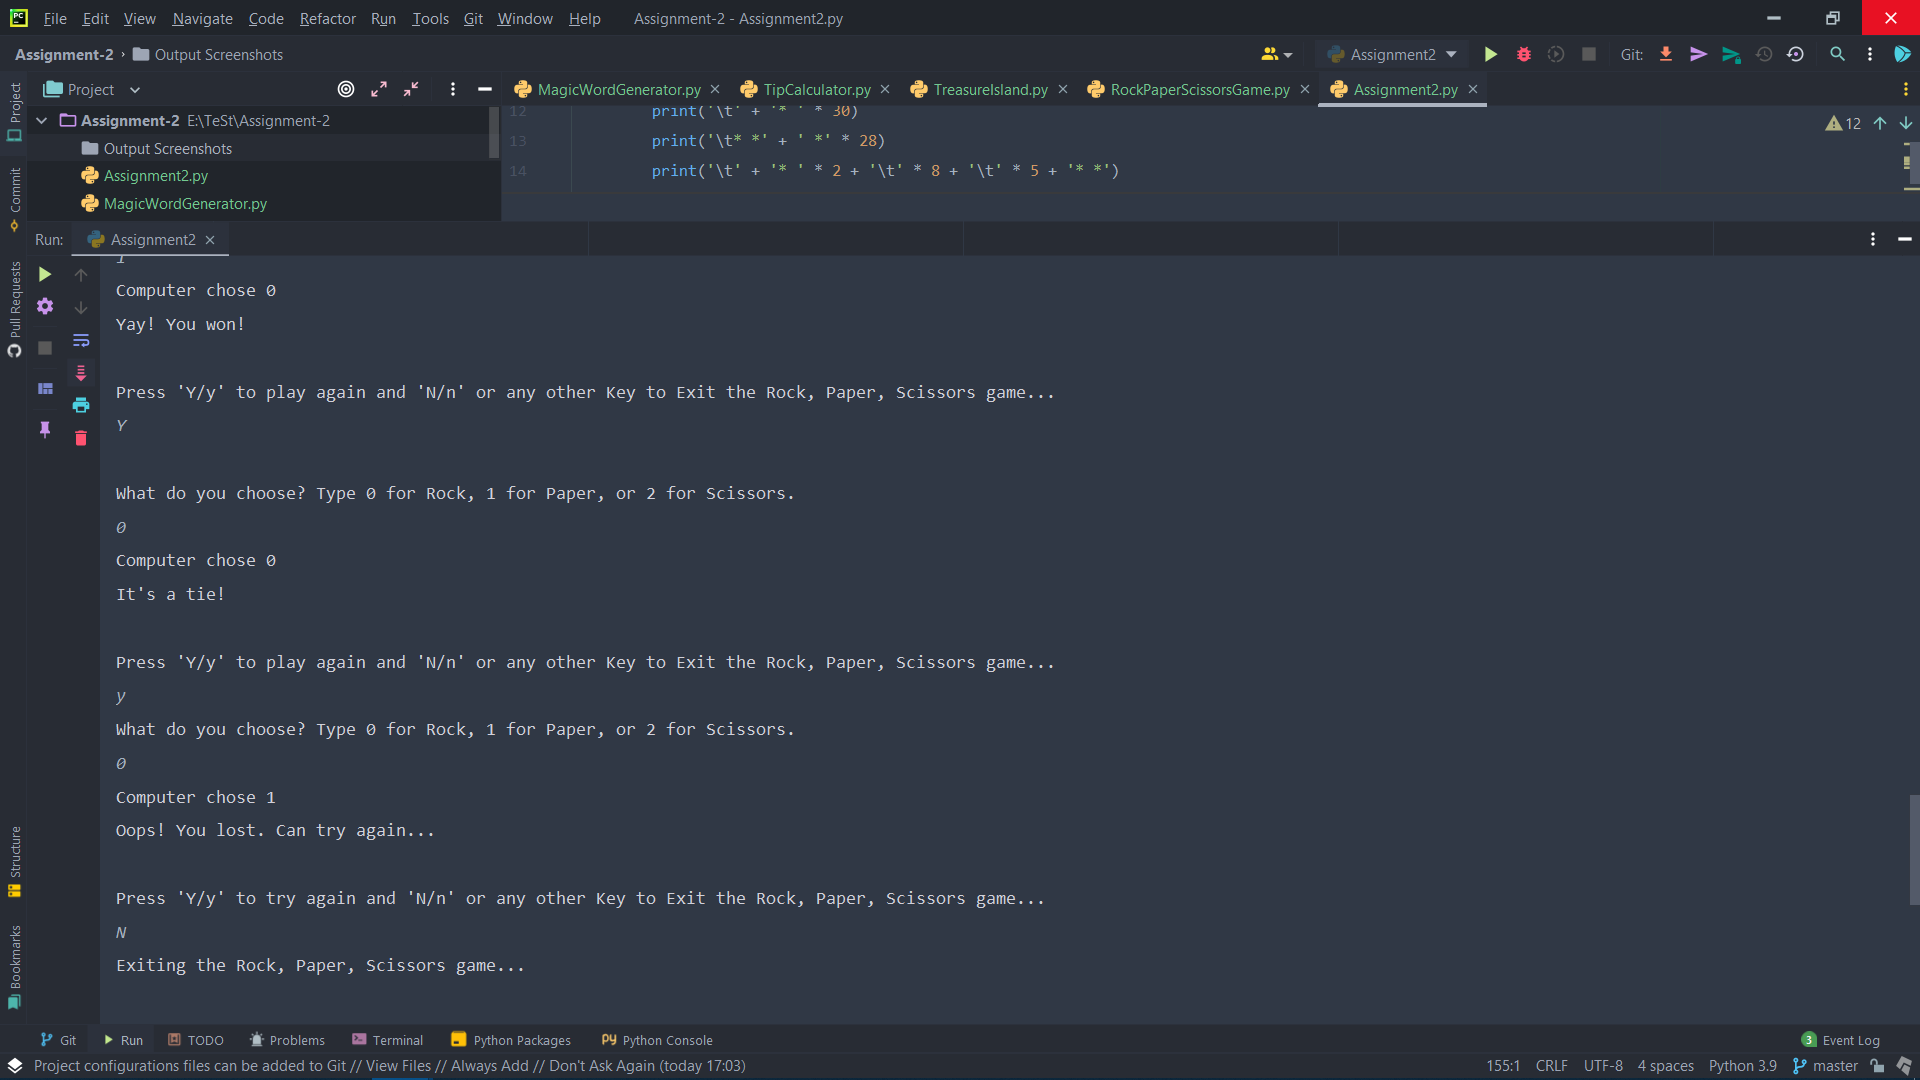 File Edit View Navigate Code Refactor Run Tools Git Window Help Assignment-2 - Assignment2.py
Assignment-2 › Output Screenshots Assignment2 Git:
Project MagicWordGenerator.py TipCalculator.py TreasureIsland.py RockPaperScissorsGame.py Assignment2.py
Project
Commit
Pull Requests
Structure
Bookmarks
Assignment-2 E:\TeSt\Assignment-2
Output Screenshots
Assignment2.py
MagicWordGenerator.py
12 print('\t' + '* ' * 30)
13 print('\t* *' + ' *' * 28)
14 print('\t' + '* ' * 2 + '\t' * 8 + '\t' * 5 + '* *')
12
Run: Assignment2
1
Computer chose 0
Yay! You won!
Press 'Y/y' to play again and 'N/n' or any other Key to Exit the Rock, Paper, Scissors game...
Y
What do you choose? Type 0 for Rock, 1 for Paper, or 2 for Scissors.
0
Computer chose 0
It's a tie!
Press 'Y/y' to play again and 'N/n' or any other Key to Exit the Rock, Paper, Scissors game...
y
What do you choose? Type 0 for Rock, 1 for Paper, or 2 for Scissors.
0
Computer chose 1
Oops! You lost. Can try again...
Press 'Y/y' to try again and 'N/n' or any other Key to Exit the Rock, Paper, Scissors game...
N
Exiting the Rock, Paper, Scissors game...
Git Run TODO Problems Terminal Python Packages Python Console 3 Event Log
Project configurations files can be added to Git // View Files // Always Add // Don't Ask Again (today 17:03) 155:1 CRLF UTF-8 4 spaces Python 3.9 master